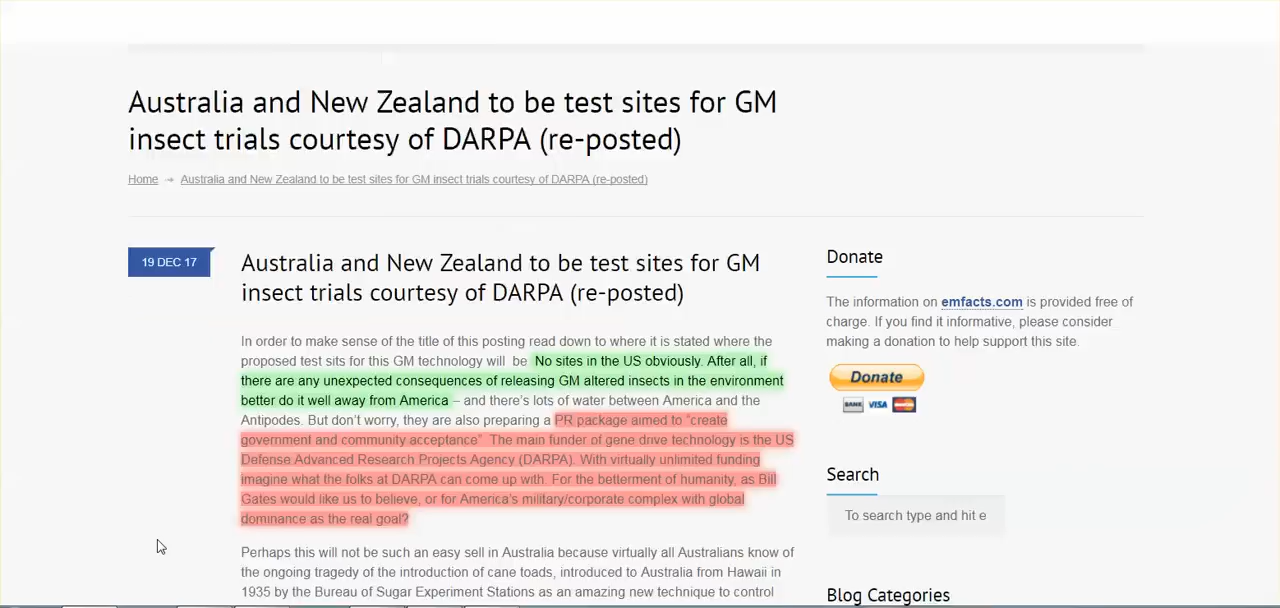 Australia and New Zealand to be test sites for GM
insect trials courtesy of DARPA (re-posted)
Home → Australia and New Zealand to be test sites for GM insect trials courtesy of DARPA (re-posted)
19 DEC 17
Australia and New Zealand to be test sites for GM
insect trials courtesy of DARPA (re-posted)
In order to make sense of the title of this posting read down to where it is stated where the
proposed test sits for this GM technology will  be  No sites in the US obviously. After all, if
there are any unexpected consequences of releasing GM altered insects in the environment
better do it well away from America – and there's lots of water between America and the
Antipodes. But don't worry, they are also preparing a PR package aimed to “create
government and community acceptance”  The main funder of gene drive technology is the US
Defense Advanced Research Projects Agency (DARPA). With virtually unlimited funding
imagine what the folks at DARPA can come up with. For the betterment of humanity, as Bill
Gates would like us to believe, or for America's military/corporate complex with global
dominance as the real goal?
Perhaps this will not be such an easy sell in Australia because virtually all Australians know of
the ongoing tragedy of the introduction of cane toads, introduced to Australia from Hawaii in
1935 by the Bureau of Sugar Experiment Stations as an amazing new technique to control
Donate
The information on emfacts.com is provided free of
charge. If you find it informative, please consider
making a donation to help support this site.
Donate
BANK VISA
Search
To search type and hit e
Blog Categories